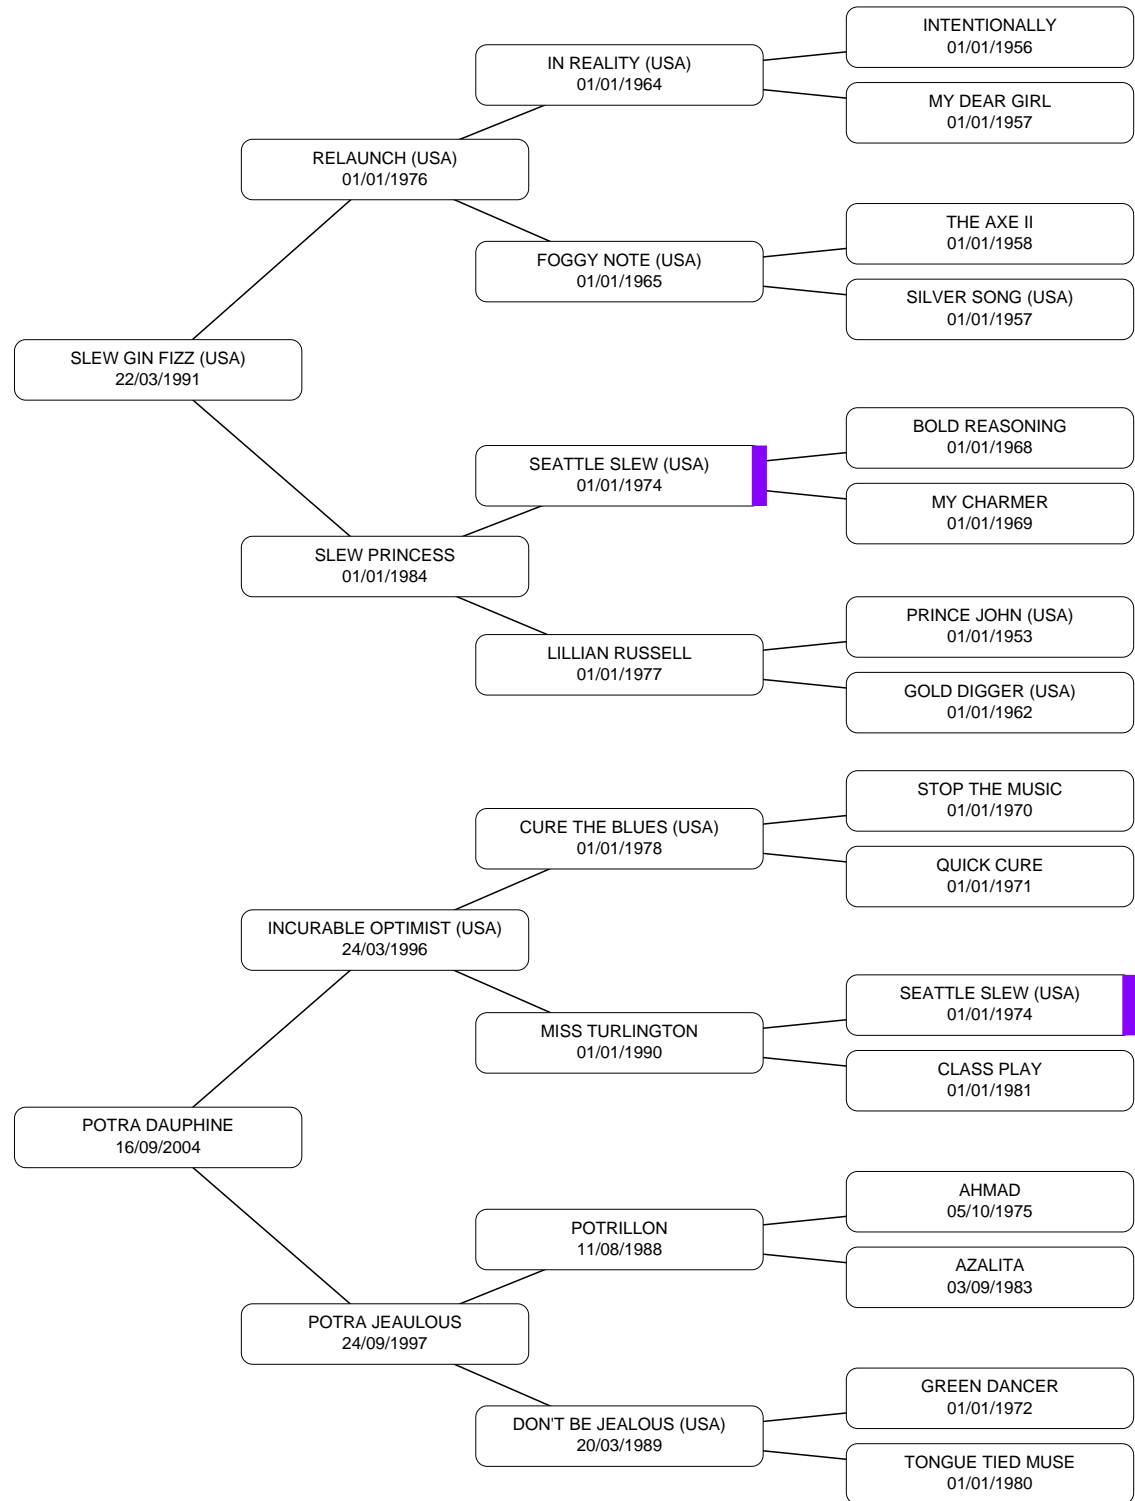 INTENTIONALLY
01/01/1956
IN REALITY (USA)
01/01/1964
MY DEAR GIRL
01/01/1957
RELAUNCH (USA)
01/01/1976
THE AXE II
01/01/1958
FOGGY NOTE (USA)
01/01/1965
SILVER SONG (USA)
01/01/1957
SLEW GIN FIZZ (USA)
22/03/1991
BOLD REASONING
01/01/1968
SEATTLE SLEW (USA)
01/01/1974
MY CHARMER
01/01/1969
SLEW PRINCESS
01/01/1984
PRINCE JOHN (USA)
01/01/1953
LILLIAN RUSSELL
01/01/1977
GOLD DIGGER (USA)
01/01/1962
STOP THE MUSIC
01/01/1970
CURE THE BLUES (USA)
01/01/1978
QUICK CURE
01/01/1971
INCURABLE OPTIMIST (USA)
24/03/1996
SEATTLE SLEW (USA)
01/01/1974
MISS TURLINGTON
01/01/1990
CLASS PLAY
01/01/1981
POTRA DAUPHINE
16/09/2004
AHMAD
05/10/1975
POTRILLON
11/08/1988
AZALITA
03/09/1983
POTRA JEAULOUS
24/09/1997
GREEN DANCER
01/01/1972
DON'T BE JEALOUS (USA)
20/03/1989
TONGUE TIED MUSE
01/01/1980